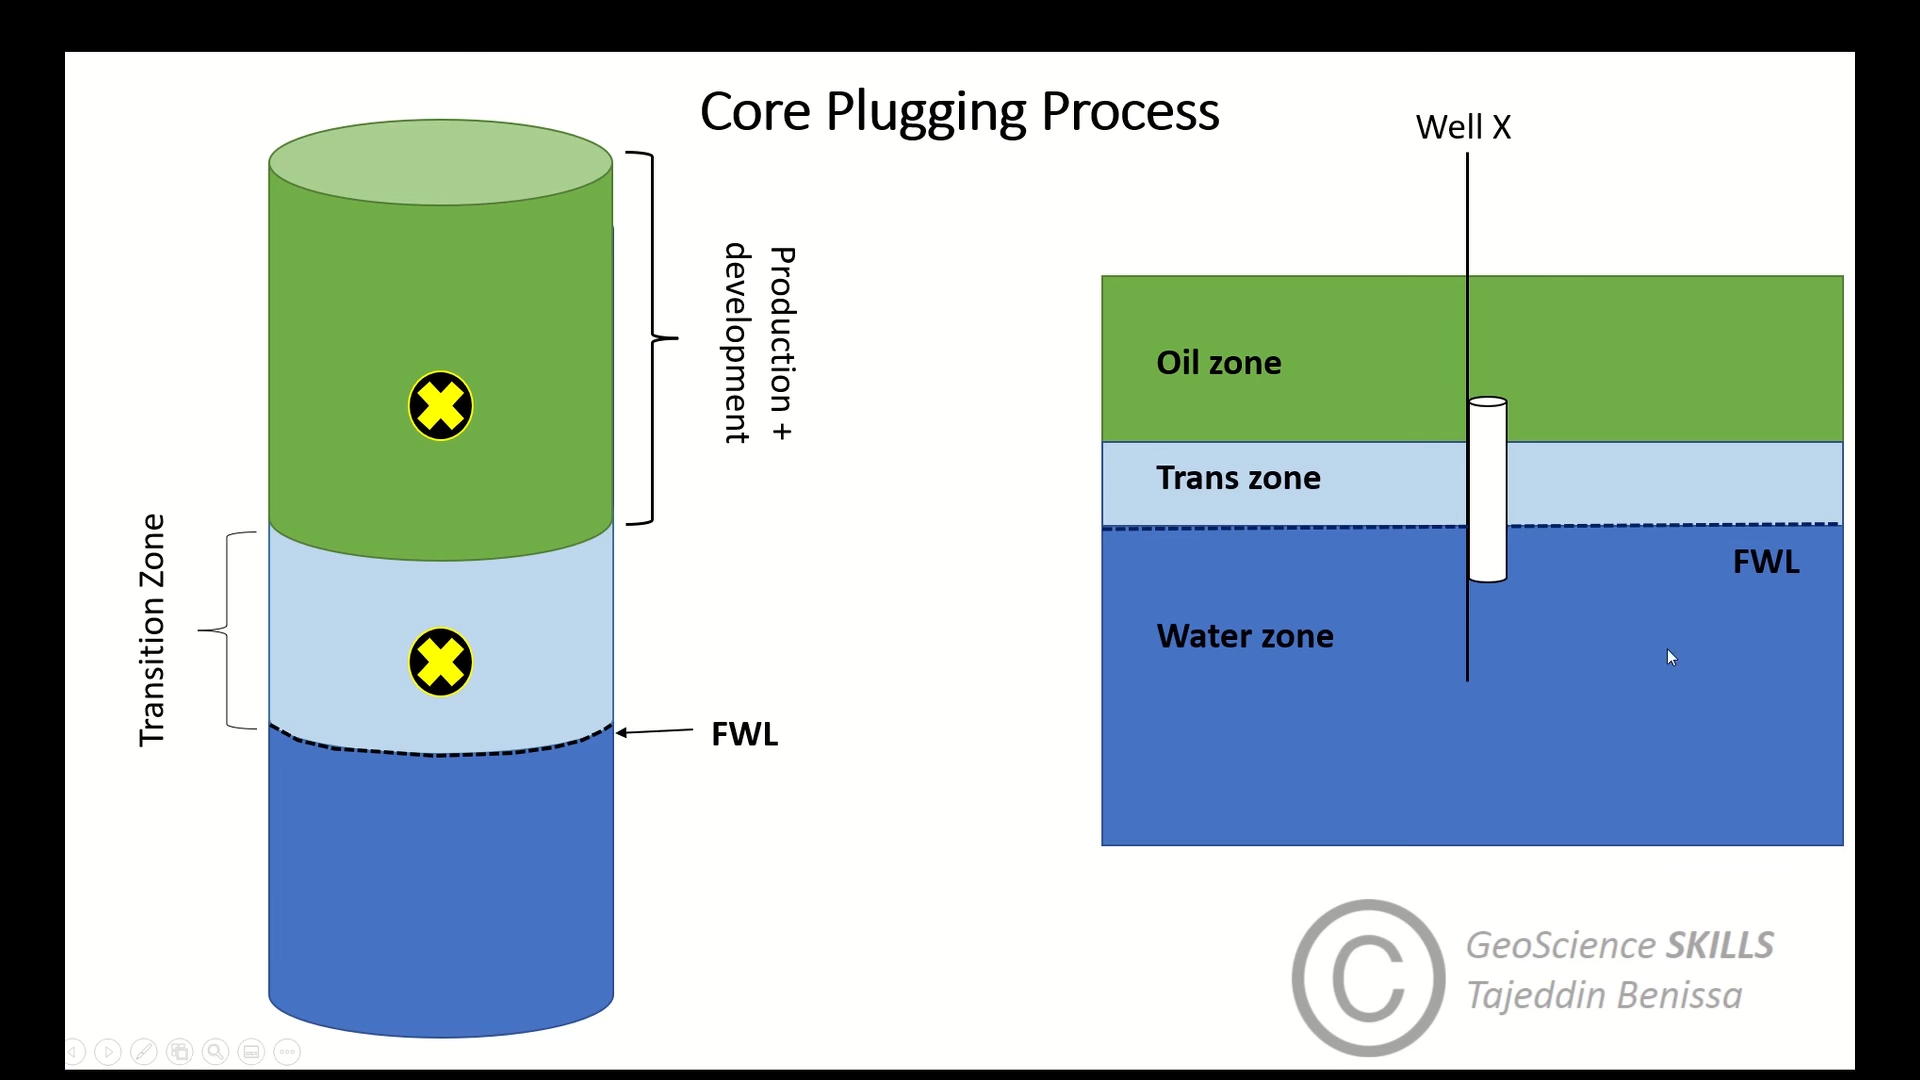 Core Plugging Process
Well X
Production +
development
Transition Zone
FWL
Oil zone
Trans zone
FWL
Water zone
© GeoScience SKILLS
Tajeddin Benissa